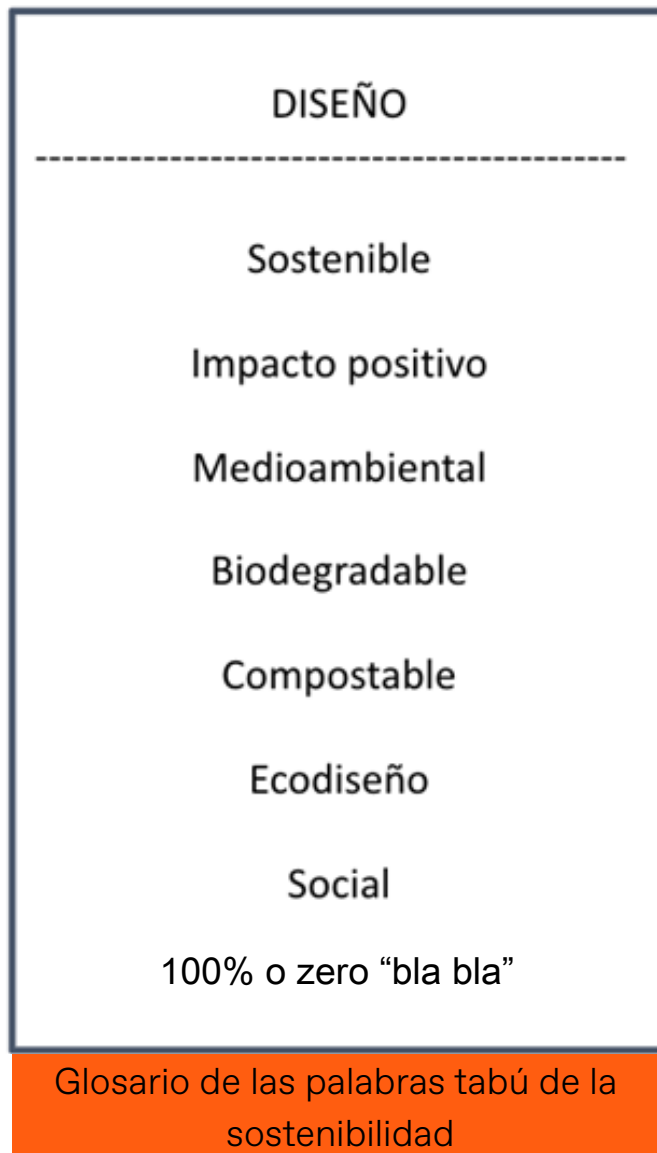 DISEÑO
--------------------------------------------
Sostenible
Impacto positivo
Medioambiental
Biodegradable
Compostable
Ecodiseño
Social
100% o zero “bla bla”
Glosario de las palabras tabú de la
sostenibilidad